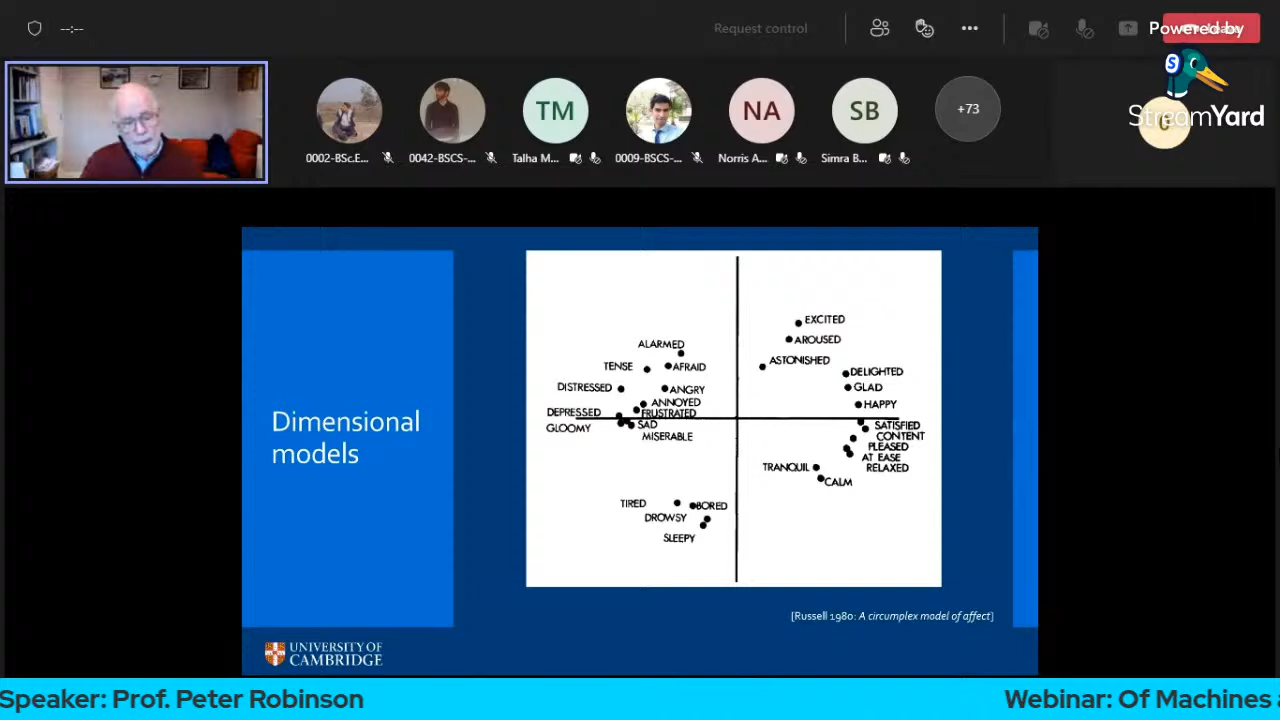 --:--
Request control
Powered by
StreamYard
TM
NA
SB
+73
0002-BSc.E...
0042-BSCS-...
Talha M...
0009-BSCS-...
Norris A...
Simra B...
Dimensional
models
EXCITED
AROUSED
ASTONISHED
DELIGHTED
GLAD
HAPPY
SATISFIED
CONTENT
PLEASED
AT EASE
RELAXED
TRANQUIL
CALM
ALARMED
TENSE
AFRAID
DISTRESSED
ANGRY
ANNOYED
DEPRESSED
FRUSTRATED
GLOOMY
SAD
MISERABLE
TIRED
BORED
DROWSY
SLEEPY
[Russell 1980: A circumplex model of affect]
UNIVERSITY OF
CAMBRIDGE
Speaker: Prof. Peter Robinson
Webinar: Of Machines